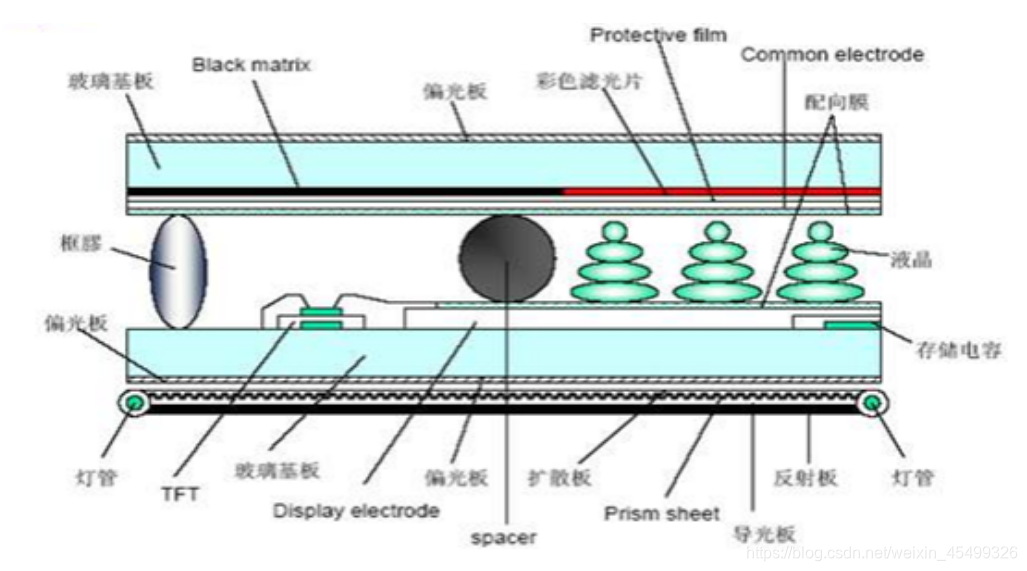 Protective film
Common electrode
Black matrix
玻璃基板
偏光板
彩色滤光片
配向膜
框膠
液晶
偏光板
存储电容
灯管
TFT
玻璃基板
Display electrode
偏光板
spacer
扩散板
Prism sheet
导光板
反射板
灯管
https://blog.csdn.net/weixin_45499326